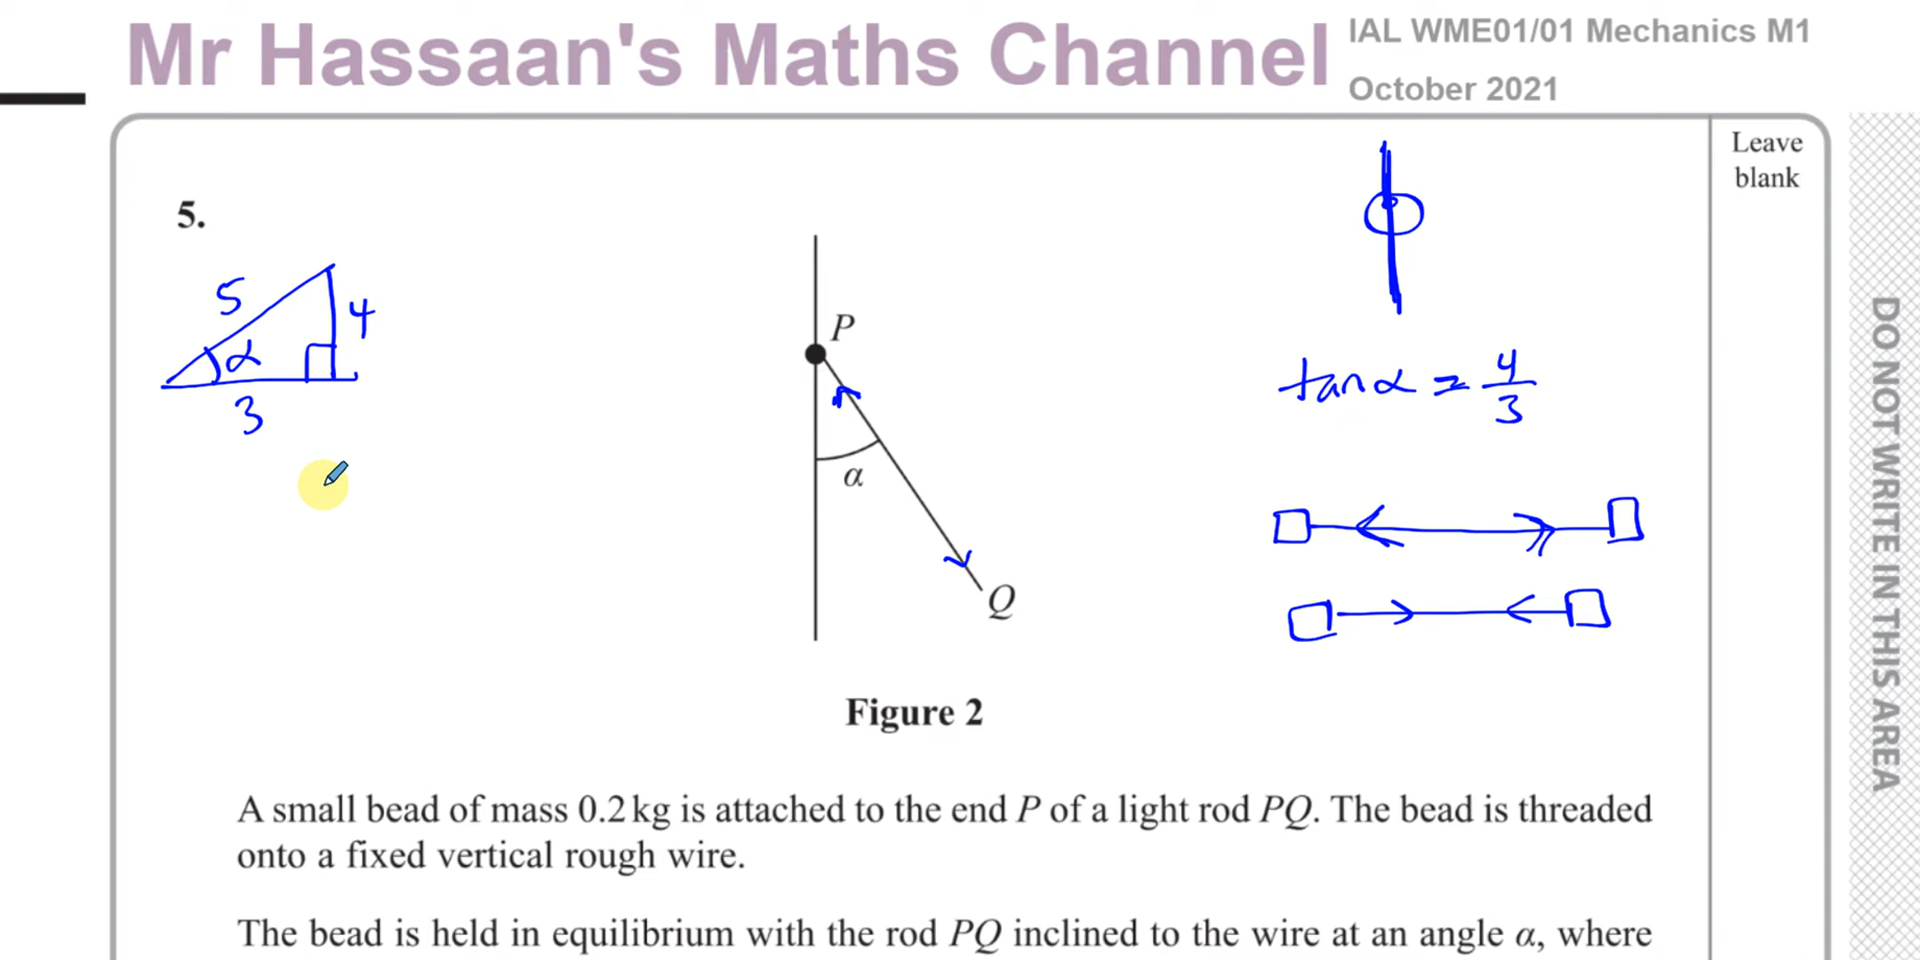 Mr Hassaan's Maths Channel
IAL WME01/01 Mechanics M1
October 2021
Leave
blank
5.
5
4
α
3
P
α
Q
tanα = 4/3
Figure 2
A small bead of mass 0.2 kg is attached to the end P of a light rod PQ. The bead is threaded
onto a fixed vertical rough wire.
The bead is held in equilibrium with the rod PQ inclined to the wire at an angle α, where
DO NOT WRITE IN THIS AREA